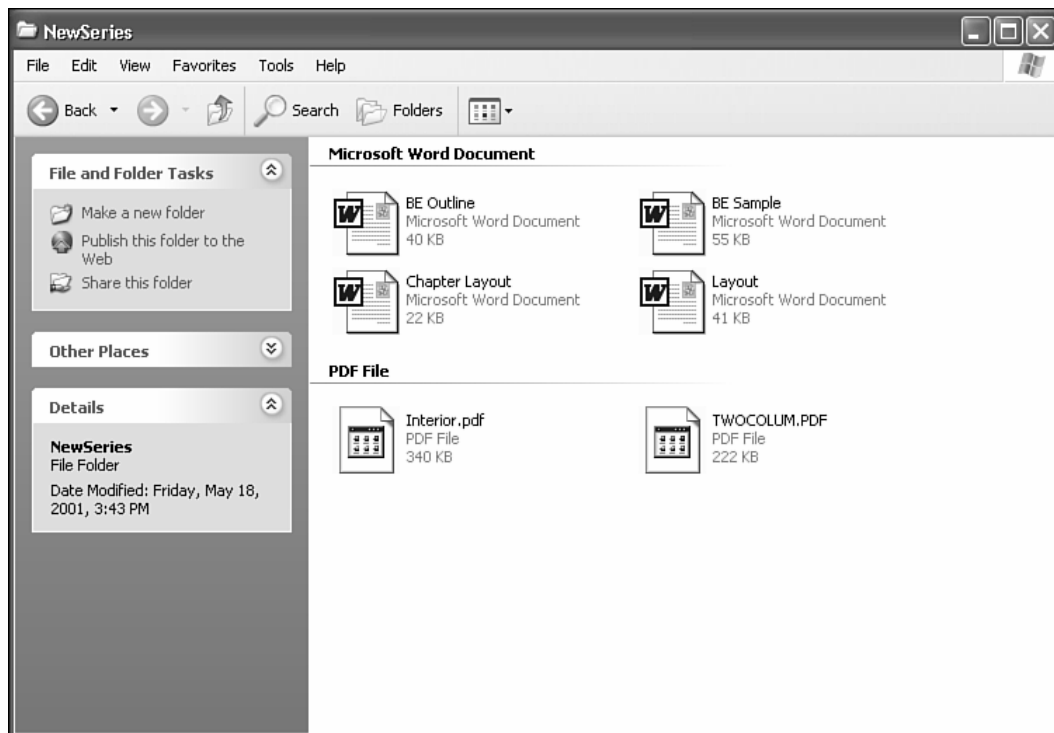 NewSeries
File Edit View Favorites Tools Help
Back Search Folders
File and Folder Tasks
Make a new folder
Publish this folder to the
Web
Share this folder
Other Places
Details
NewSeries
File Folder
Date Modified: Friday, May 18,
2001, 3:43 PM
Microsoft Word Document
BE Outline
Microsoft Word Document
40 KB
BE Sample
Microsoft Word Document
55 KB
Chapter Layout
Microsoft Word Document
22 KB
Layout
Microsoft Word Document
41 KB
PDF File
Interior.pdf
PDF File
340 KB
TWOCOLUM.PDF
PDF File
222 KB